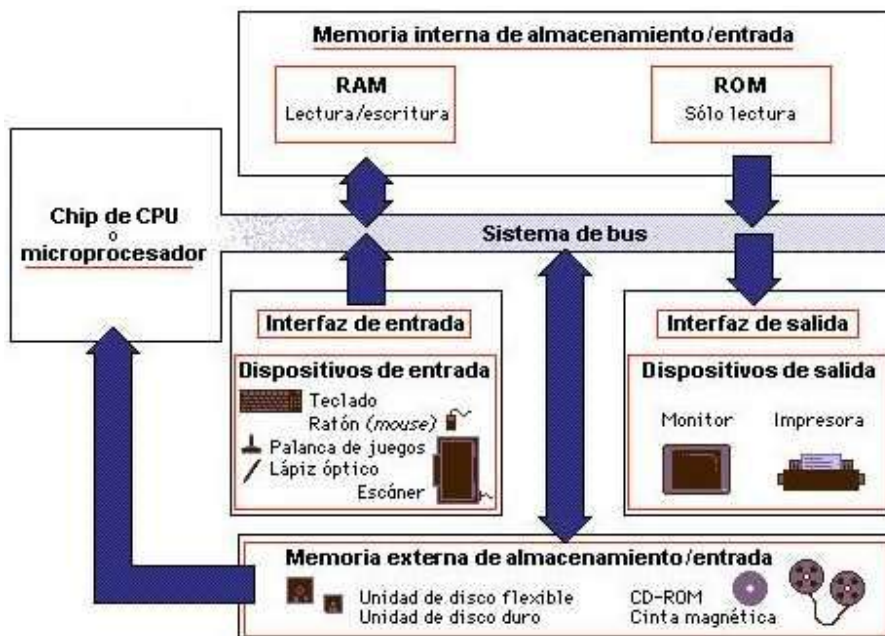 Memoria interna de almacenamiento/entrada
RAM
Lectura/escritura
ROM
Sólo lectura
Chip de CPU
o
microprocesador
Sistema de bus
Interfaz de entrada
Dispositivos de entrada
Teclado
Ratón (mouse)
Palanca de juegos
Lápiz óptico
Escáner
Interfaz de salida
Dispositivos de salida
Monitor
Impresora
Memoria externa de almacenamiento/entrada
Unidad de disco flexible
Unidad de disco duro
CD-ROM
Cinta magnética